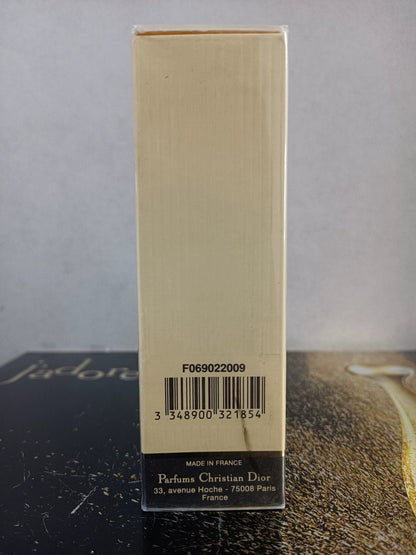 F069022009
3 348900 321854
MADE IN FRANCE
Parfums Christian Dior
33, avenue Hoche - 75008 Paris
France
j'adore